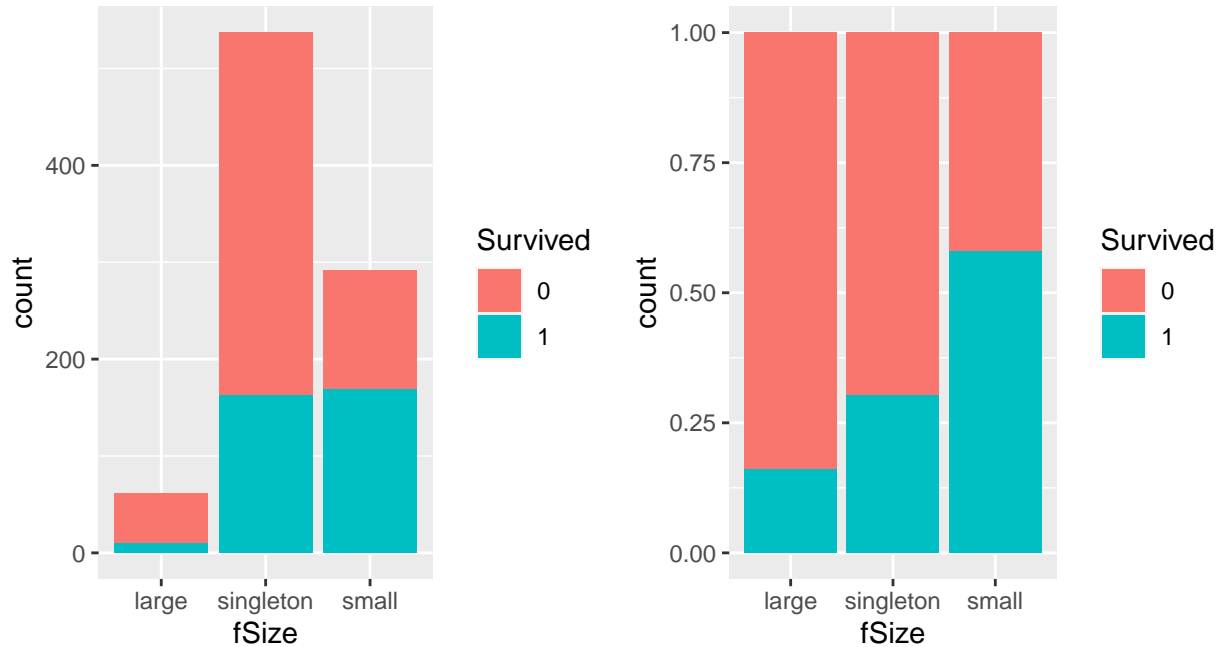 count
400
200
0
large
singleton
small
fSize
Survived
0
1
count
1.00
0.75
0.50
0.25
0.00
large
singleton
small
fSize
Survived
0
1